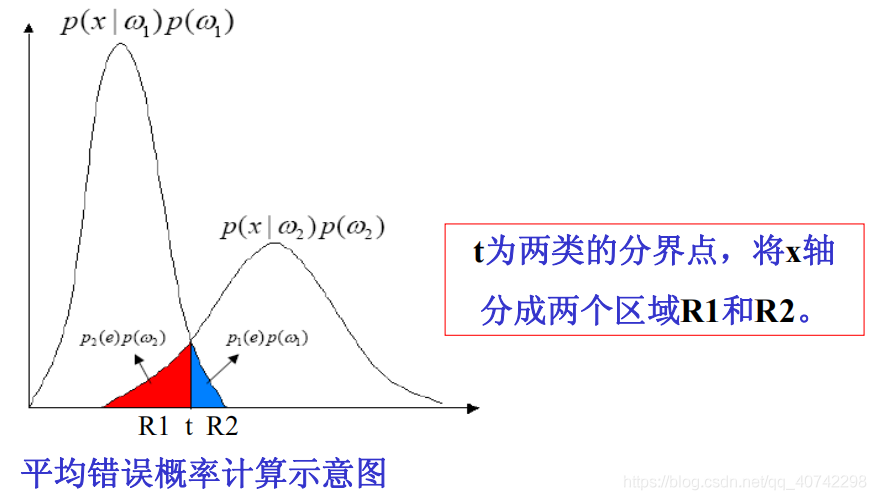 p(x|ω₁)p(ω₁)
p(x|ω₂)p(ω₂)
t为两类的分界点，将x轴
分成两个区域R1和R2。
p₂(e)p(ω₂)
p₁(e)p(ω₁)
R1 t R2
平均错误概率计算示意图
https://blog.csdn.net/qq_40742298